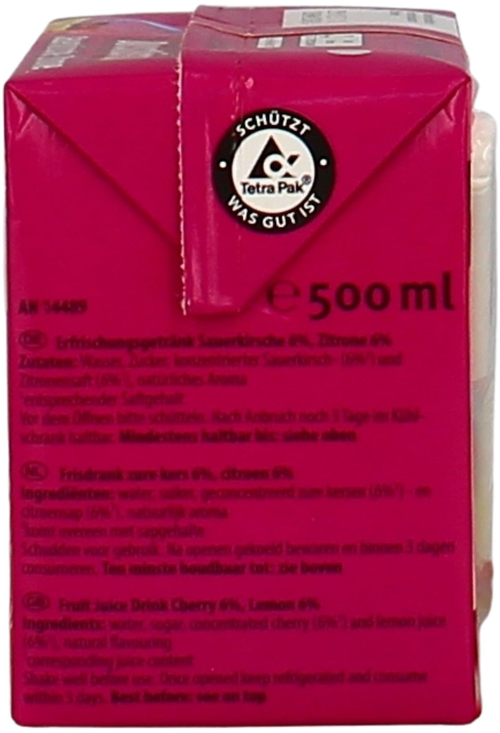 SCHÜTZT
Tetra Pak®
WAS GUT IST
e 500 ml
AN 14489
DE Erfrischungsgetränk Sauerkirsche 6%, Zitrone 6%
Zutaten: Wasser, Zucker, konzentrierter Sauerkirsch- (6%*) und
Zitronensaft (6%*), natürliches Aroma
*entsprechender Saftgehalt
Vor dem Öffnen bitte schütteln. Nach Anbruch noch 3 Tage im Kühl-
schrank haltbar. Mindestens haltbar bis: siehe oben
NL Frisdrank zure kers 6%, citroen 6%
Ingrediënten: water, suiker, geconcentreerd zure kersen (6%*) - en
citroensap (6%*), natuurlijk aroma
*komt overeen met sapgehalte
Schudden voor gebruik. Na openen gekoeld bewaren en binnen 3 dagen
consumeren. Ten minste houdbaar tot: zie boven
GB Fruit Juice Drink Cherry 6%, Lemon 6%
Ingredients: water, sugar, concentrated cherry (6%*) and lemon juice
(6%*), natural flavouring
*corresponding juice content
Shake well before use. Once opened keep refrigerated and consume
within 3 days. Best before: see on top